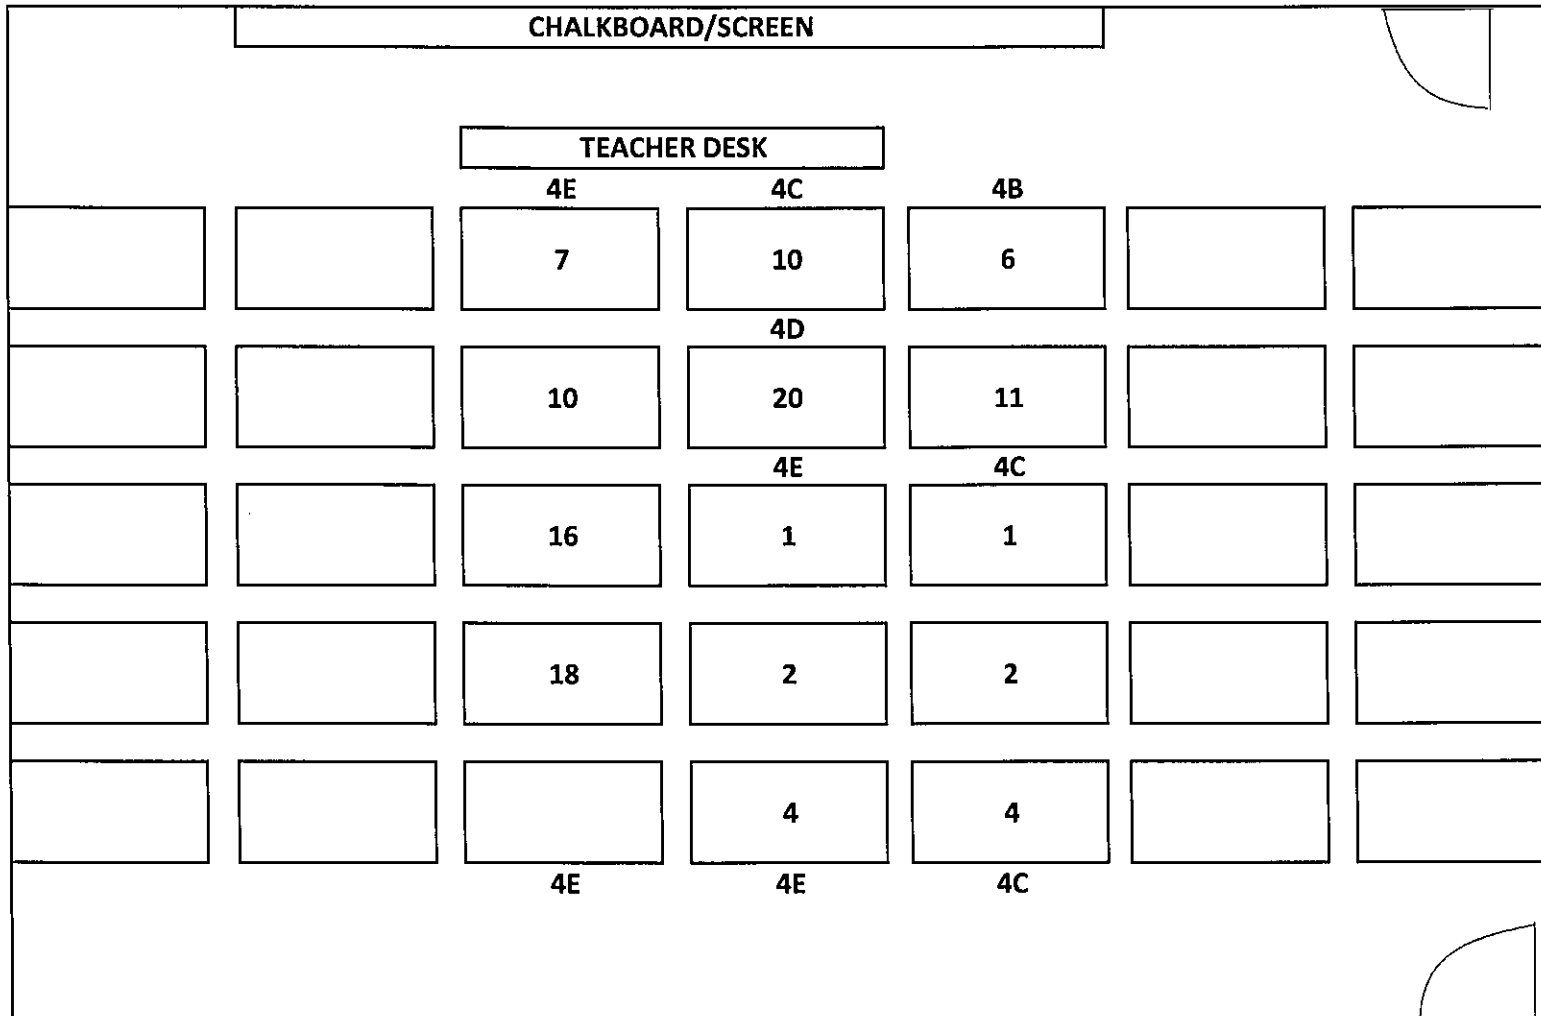 CHALKBOARD/SCREEN
TEACHER DESK
4E 4C 4B
7 10 6
4D
10 20 11
4E 4C
16 1 1
18 2 2
4 4
4E 4E 4C